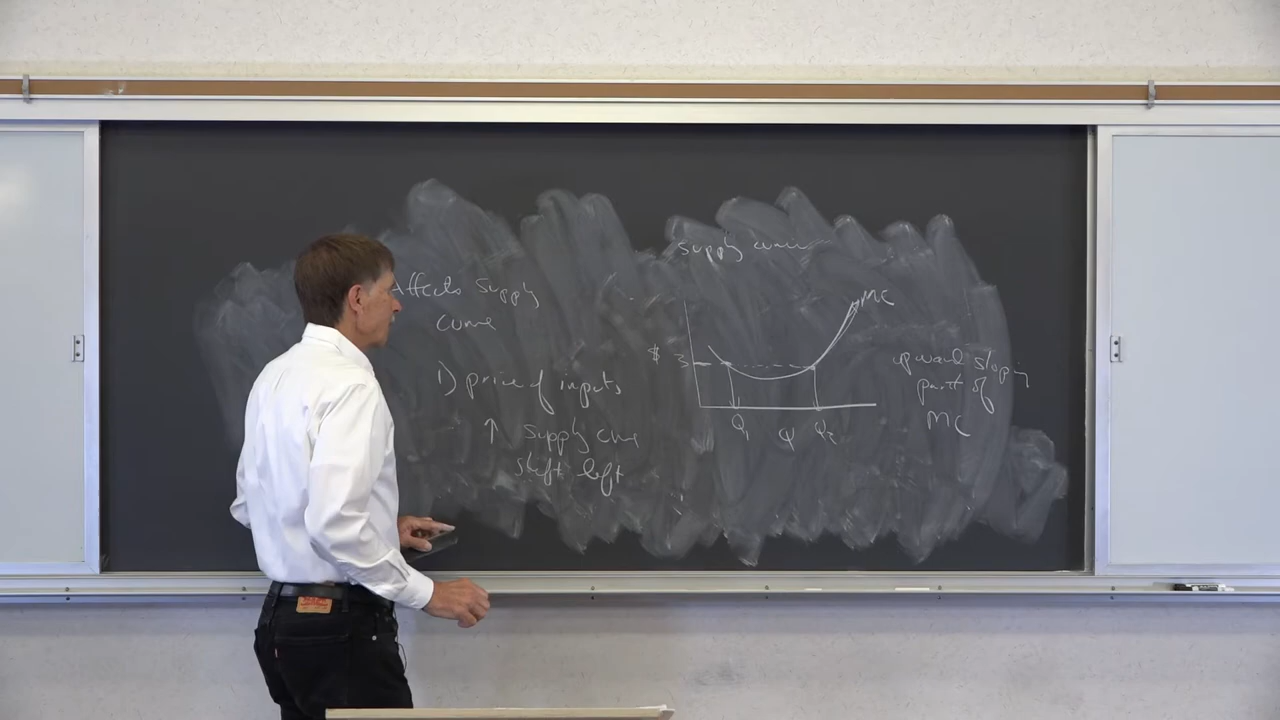 Affects Supply
curve
1) price of inputs
↑ supply curve
shift left
supply curve
MC
$ 3
Q1 Q Q2
upward sloping
part of
MC